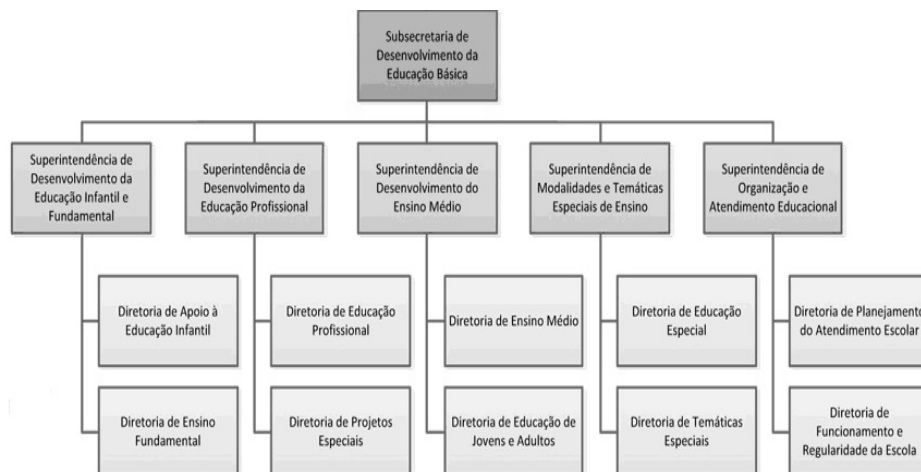 Subsecretaria de
Desenvolvimento da
Educação Básica
Superintendência de
Desenvolvimento da
Educação Infantil e
Fundamental
Superintendência de
Desenvolvimento da
Educação Profissional
Superintendência de
Desenvolvimento do
Ensino Médio
Superintendência de
Modalidades e Temáticas
Especiais de Ensino
Superintendência de
Organização e
Atendimento Educacional
Diretoria de Apoio à
Educação Infantil
Diretoria de Educação
Profissional
Diretoria de Ensino Médio
Diretoria de Educação
Especial
Diretoria de Planejamento
do Atendimento Escolar
Diretoria de Ensino
Fundamental
Diretoria de Projetos
Especiais
Diretoria de Educação de
Jovens e Adultos
Diretoria de Temáticas
Especiais
Diretoria de
Funcionamento e
Regularidade da Escola